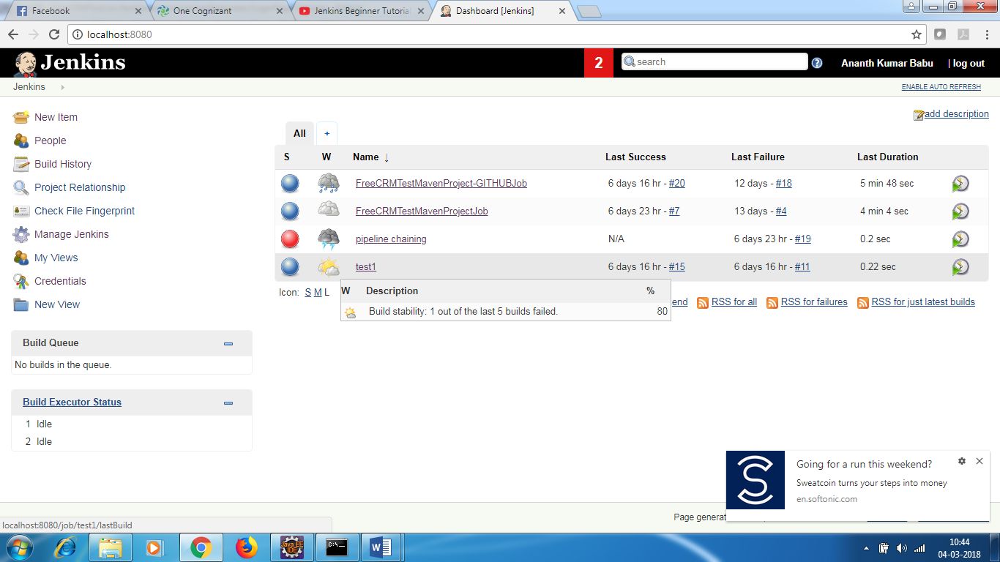 Facebook
One Cognizant
Jenkins Beginner Tutorial
Dashboard [Jenkins]
localhost:8080
Jenkins
2
search
Ananth Kumar Babu
| log out
Jenkins
ENABLE AUTO REFRESH
New Item
People
Build History
Project Relationship
Check File Fingerprint
Manage Jenkins
My Views
Credentials
New View
Build Queue
No builds in the queue.
Build Executor Status
1 Idle
2 Idle
add description
All +
S W Name ↓ Last Success Last Failure Last Duration
FreeCRMTestMavenProject-GITHUBJob 6 days 16 hr - #20 12 days - #18 5 min 48 sec
FreeCRMTestMavenProjectJob 6 days 23 hr - #7 13 days - #4 4 min 4 sec
pipeline chaining N/A 6 days 23 hr - #19 0.2 sec
test1 6 days 16 hr - #15 6 days 16 hr - #11 0.22 sec
Icon: S M L
W Description %
Build stability: 1 out of the last 5 builds failed. 80
end RSS for all RSS for failures RSS for just latest builds
Going for a run this weekend?
Sweatcoin turns your steps into money
en.softonic.com
Page generat
localhost:8080/job/test1/lastBuild
Java EE
IDE
C:\
W
10:44
04-03-2018